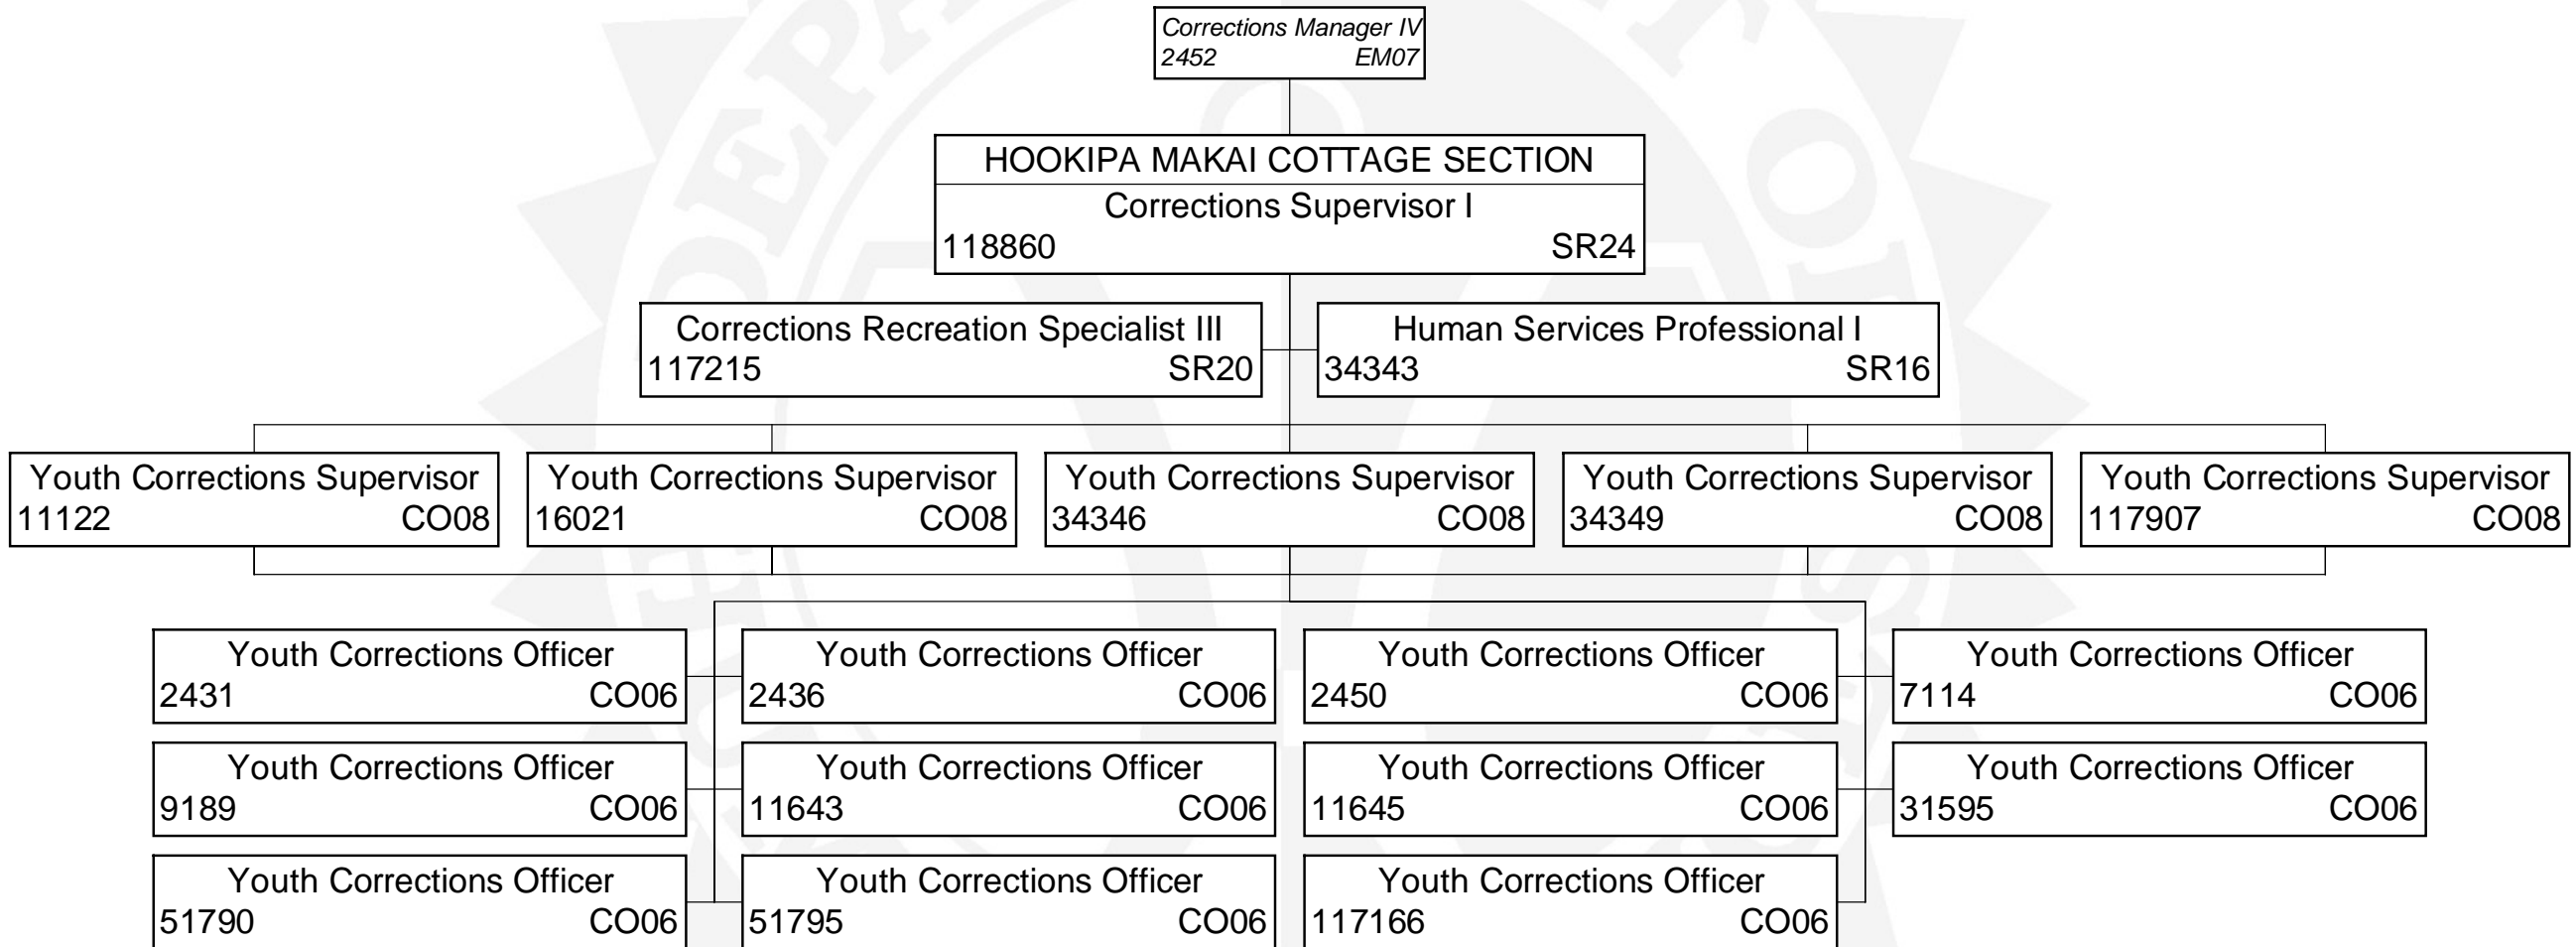 Corrections Manager IV
2452 EM07
HOOKIPA MAKAI COTTAGE SECTION
Corrections Supervisor I
118860 SR24
Corrections Recreation Specialist III
117215 SR20
Human Services Professional I
34343 SR16
Youth Corrections Supervisor
11122 CO08
Youth Corrections Supervisor
16021 CO08
Youth Corrections Supervisor
34346 CO08
Youth Corrections Supervisor
34349 CO08
Youth Corrections Supervisor
117907 CO08
Youth Corrections Officer
2431 CO06
Youth Corrections Officer
2436 CO06
Youth Corrections Officer
2450 CO06
Youth Corrections Officer
7114 CO06
Youth Corrections Officer
9189 CO06
Youth Corrections Officer
11643 CO06
Youth Corrections Officer
11645 CO06
Youth Corrections Officer
31595 CO06
Youth Corrections Officer
51790 CO06
Youth Corrections Officer
51795 CO06
Youth Corrections Officer
117166 CO06